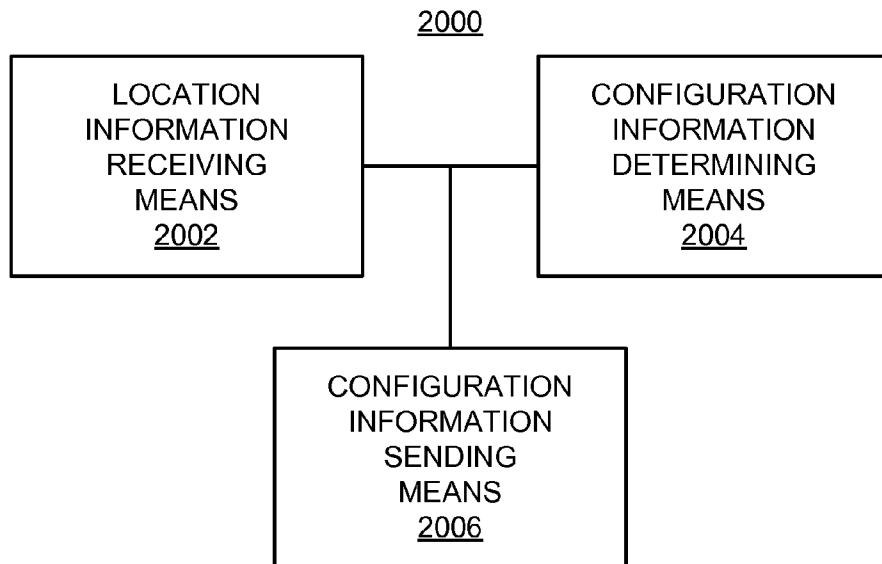 2000
LOCATION
INFORMATION
RECEIVING
MEANS
2002
CONFIGURATION
INFORMATION
DETERMINING
MEANS
2004
CONFIGURATION
INFORMATION
SENDING
MEANS
2006